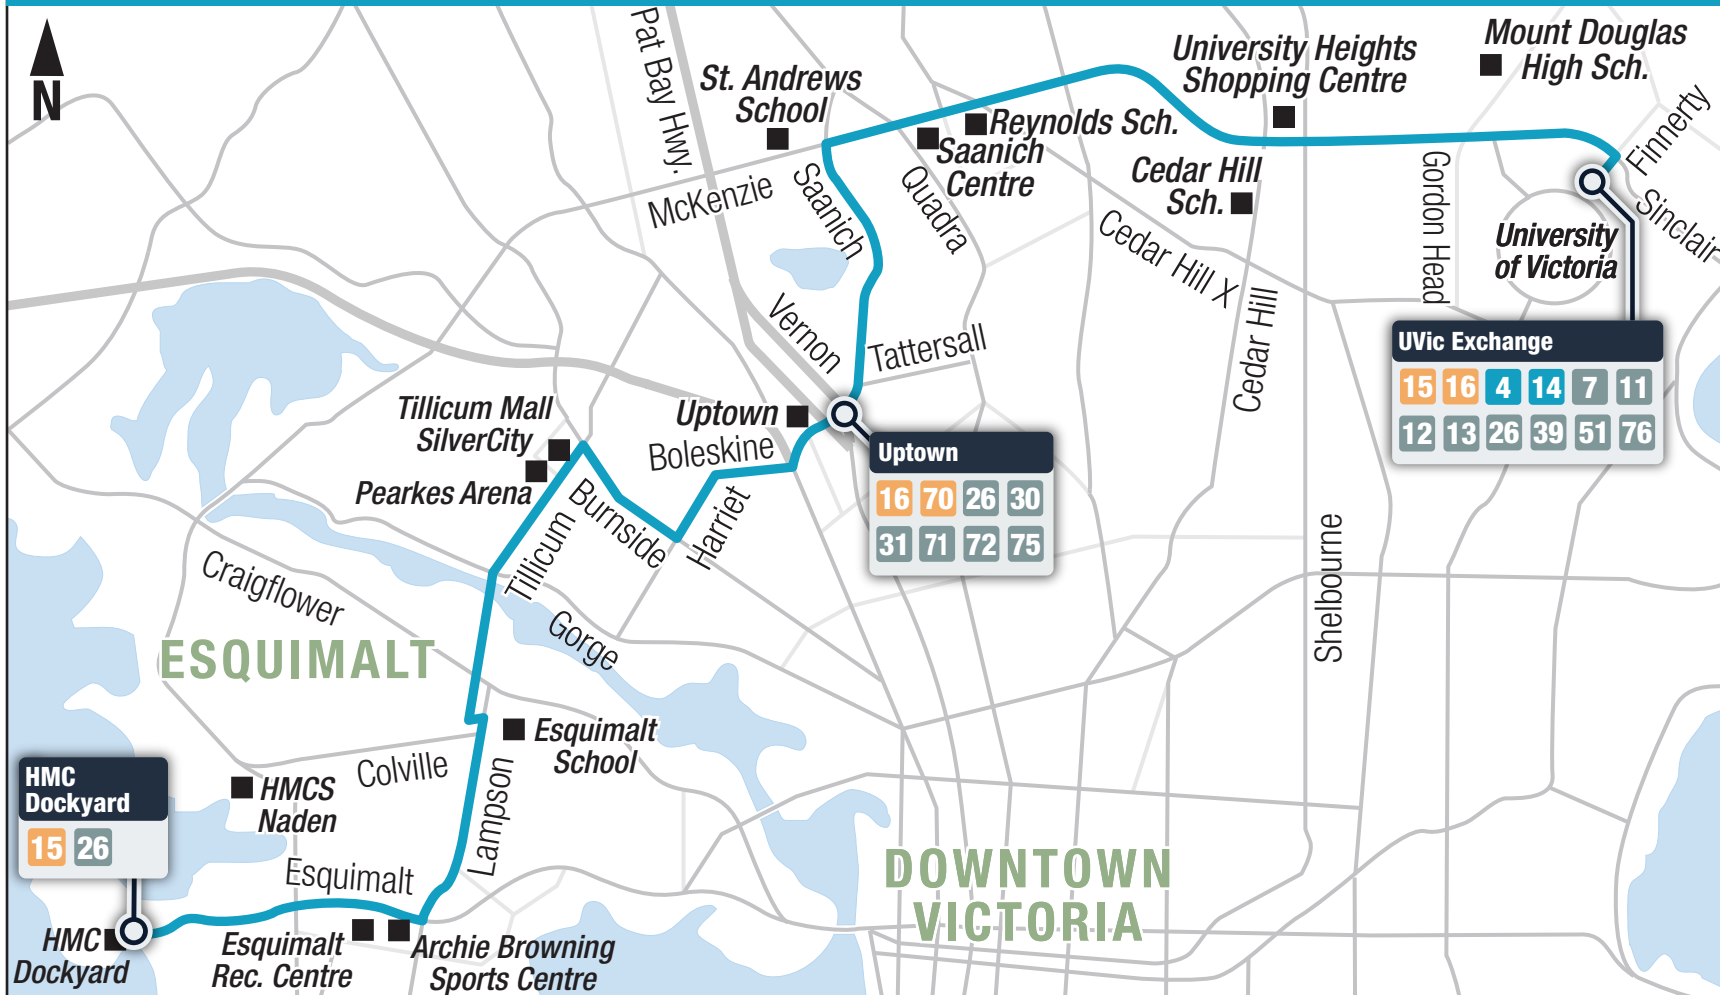 N
Pat Bay Hwy.
St. Andrews
School
University Heights
Shopping Centre
Mount Douglas
High Sch.
Reynolds Sch.
Saanich
Centre
Cedar Hill
Sch.
McKenzie
Saanich
Quadra
Cedar Hill X
Cedar Hill
Gordon Head
Finnerty
Sinclair
University
of Victoria
Vernon
Tattersall
UVic Exchange
15 16 4 14 7 11
12 13 26 39 51 76
Tillicum Mall
SilverCity
Pearkes Arena
Uptown
Boleskine
Uptown
16 70 26 30
31 71 72 75
Burnside
Harriet
Tillicum
Gorge
Craigflower
Shelbourne
ESQUIMALT
Esquimalt
School
Colville
Lampson
HMC
Dockyard
15 26
HMCS
Naden
Esquimalt
DOWNTOWN
VICTORIA
HMC
Dockyard
Esquimalt
Rec. Centre
Archie Browning
Sports Centre